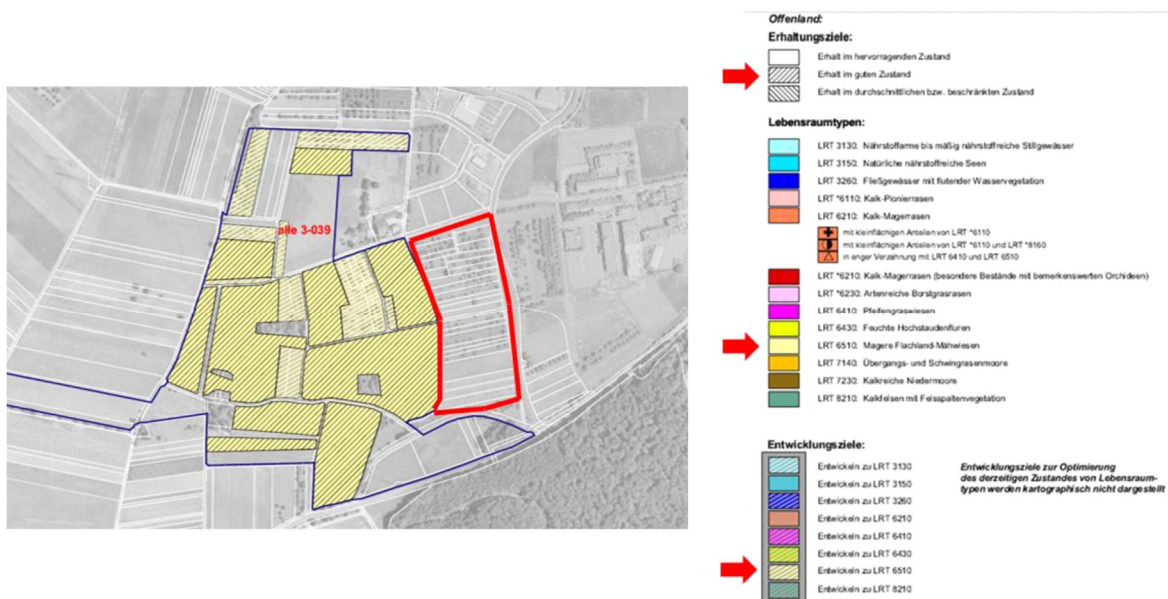 alle 3-039
Offenland:
Erhaltungsziele:
Erhalt im hervorragenden Zustand
Erhalt im guten Zustand
Erhalt im durchschnittlichen bzw. beschränkten Zustand
Lebensraumtypen:
LRT 3130: Nährstoffarme bis mäßig nährstoffreiche Stillgewässer
LRT 3150: Natürliche nährstoffreiche Seen
LRT 3260: Fließgewässer mit flutender Wasservegetation
LRT *6110: Kalk-Pionierrasen
LRT 6210: Kalk-Magerrasen
mit kleinflächigen Anteilen von LRT *6110
mit kleinflächigen Anteilen von LRT *6110 und LRT *8160
in enger Verzahnung mit LRT 6410 und LRT 6510
LRT *6210: Kalk-Magerrasen (besondere Bestände mit bemerkenswerten Orchideen)
LRT *6230: Artenreiche Borstgrasrasen
LRT 6410: Pfeifengraswiesen
LRT 6430: Feuchte Hochstaudenfluren
LRT 6510: Magere Flachland-Mähwiesen
LRT 7140: Übergangs- und Schwingrasenmoore
LRT 7230: Kalkreiche Niedermoore
LRT 8210: Kalkfelsen mit Felsspaltenvegetation
Entwicklungsziele:
Entwickeln zu LRT 3130
Entwickeln zu LRT 3150
Entwickeln zu LRT 3260
Entwickeln zu LRT 6210
Entwickeln zu LRT 6410
Entwickeln zu LRT 6430
Entwickeln zu LRT 6510
Entwickeln zu LRT 8210
Entwicklungsziele zur Optimierung
des derzeitigen Zustandes von Lebensraum-
typen werden kartographisch nicht dargestellt